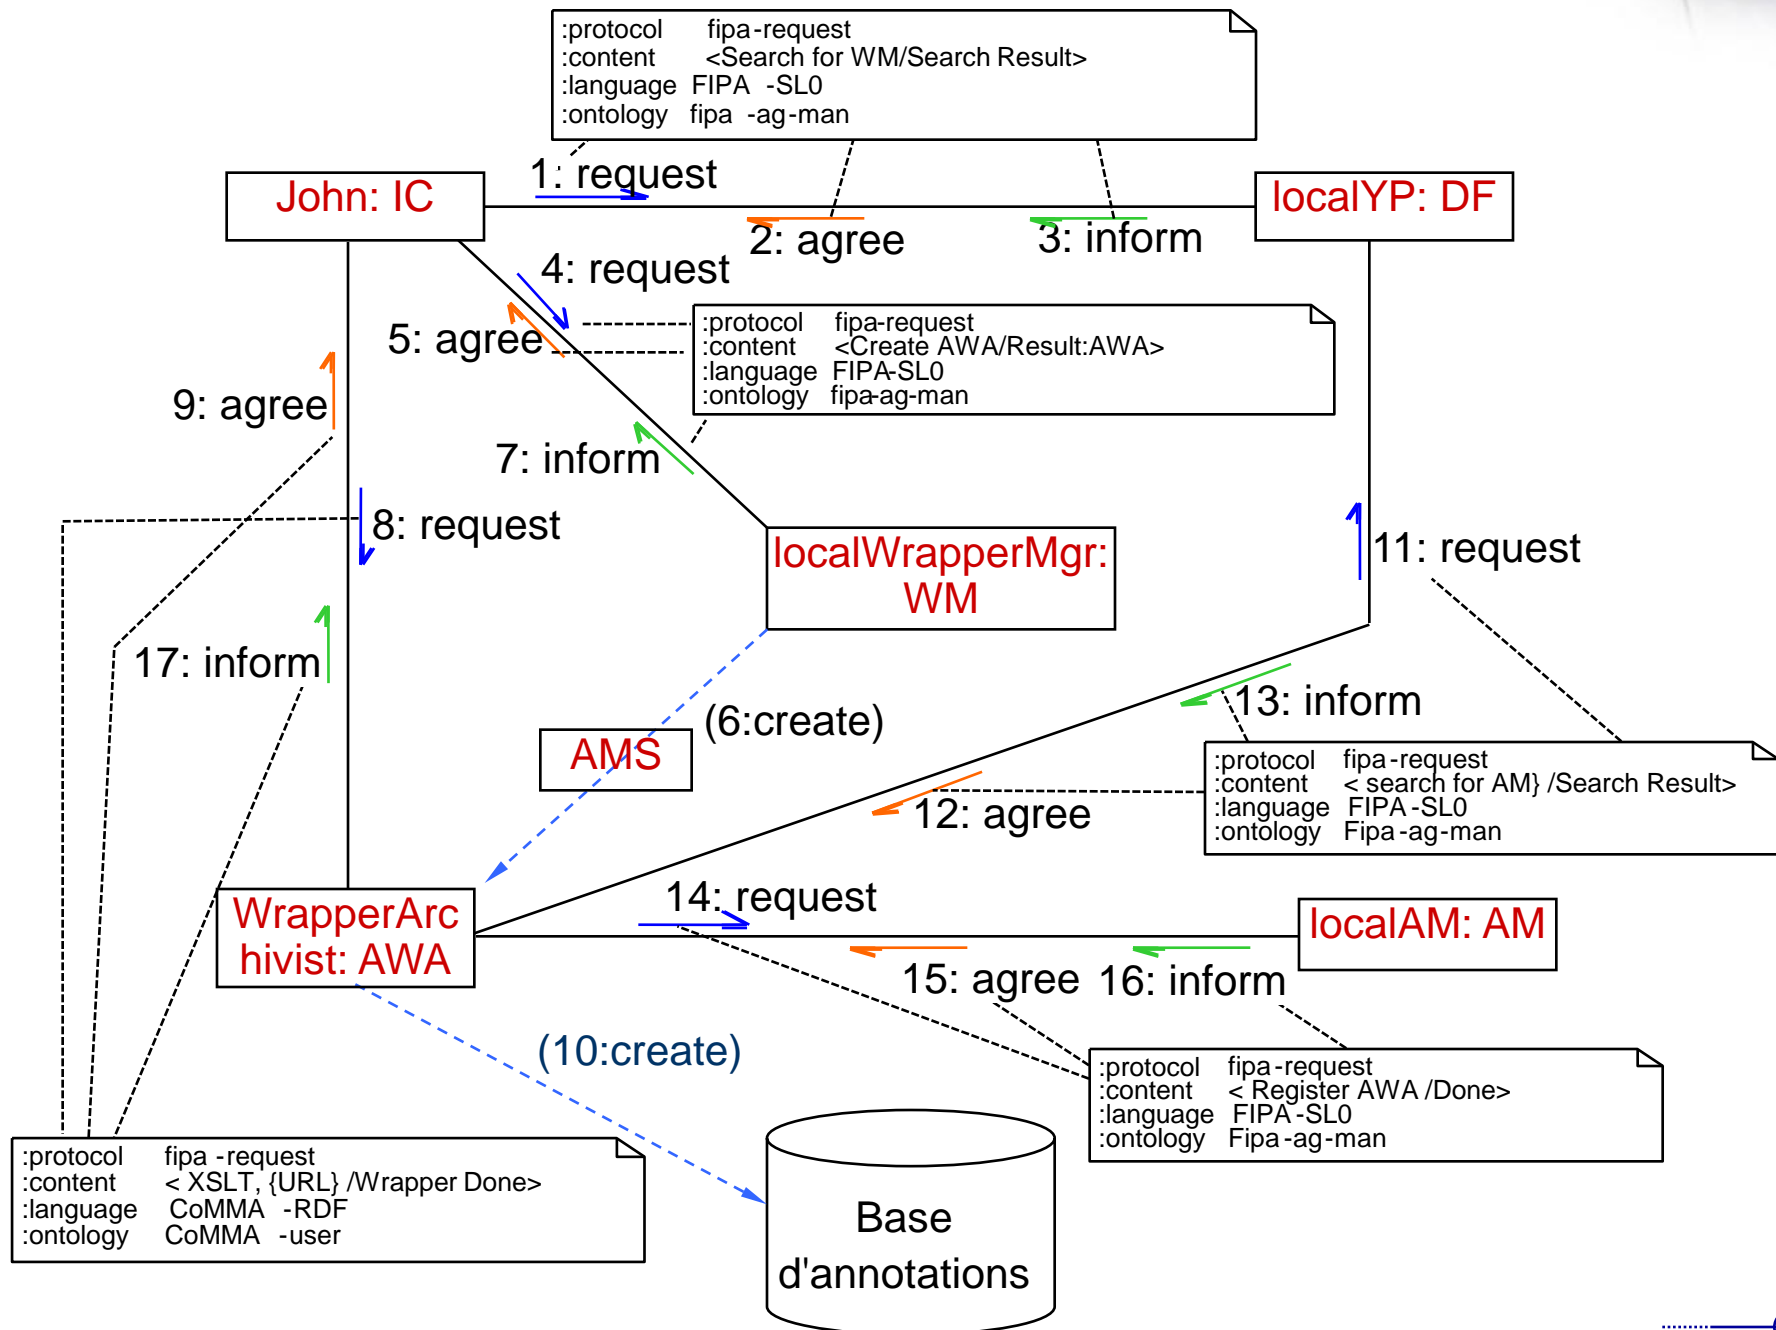 :protocol fipa-request
:content <Search for WM/Search Result>
:language FIPA -SL0
:ontology fipa -ag-man
1: request
John: IC
localYP: DF
2: agree
3: inform
4: request
5: agree
:protocol fipa-request
:content <Create AWA/Result:AWA>
:language FIPA-SL0
:ontology fipa-ag-man
9: agree
7: inform
8: request
localWrapperMgr:
WM
11: request
17: inform
13: inform
(6:create)
AMS
:protocol fipa-request
:content < search for AM} /Search Result>
:language FIPA-SL0
:ontology Fipa-ag-man
12: agree
14: request
WrapperArc
hivist: AWA
localAM: AM
15: agree
16: inform
(10:create)
:protocol fipa-request
:content < Register AWA /Done>
:language FIPA-SL0
:ontology Fipa-ag-man
:protocol fipa -request
:content < XSLT, {URL} /Wrapper Done>
:language CoMMA -RDF
:ontology CoMMA -user
Base
d'annotations